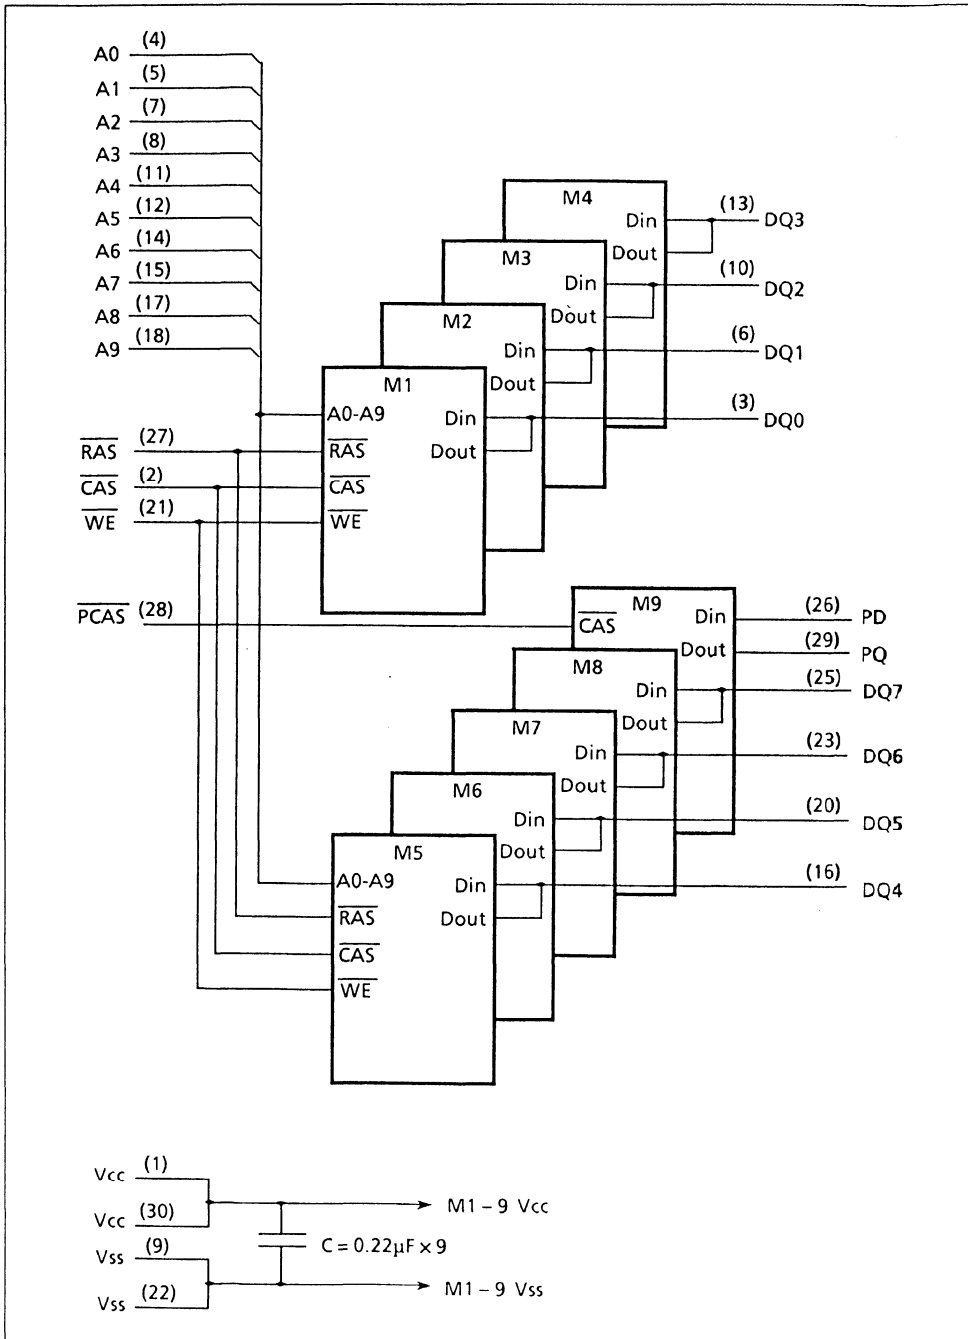 A0 (4)
A1 (5)
A2 (7)
A3 (8)
A4 (11)
A5 (12)
A6 (14)
A7 (15)
A8 (17)
A9 (18)
RAS (27)
CAS (2)
WE (21)
PCAS (28)
M4
Din (13) DQ3
Dout
M3
Din (10) DQ2
Dout
M2
Din (6) DQ1
Dout
M1
A0-A9 Din (3) DQ0
RAS Dout
CAS
WE
M9
Din (26) PD
CAS
Dout (29) PQ
M8
Din (25) DQ7
Dout
M7
Din (23) DQ6
Dout
M6
Din (20) DQ5
Dout
M5
A0-A9 Din (16) DQ4
RAS Dout
CAS
WE
Vcc (1)
Vcc (30)
M1 – 9 Vcc
Vss (9)
C = 0.22μF × 9
Vss (22)
M1 – 9 Vss